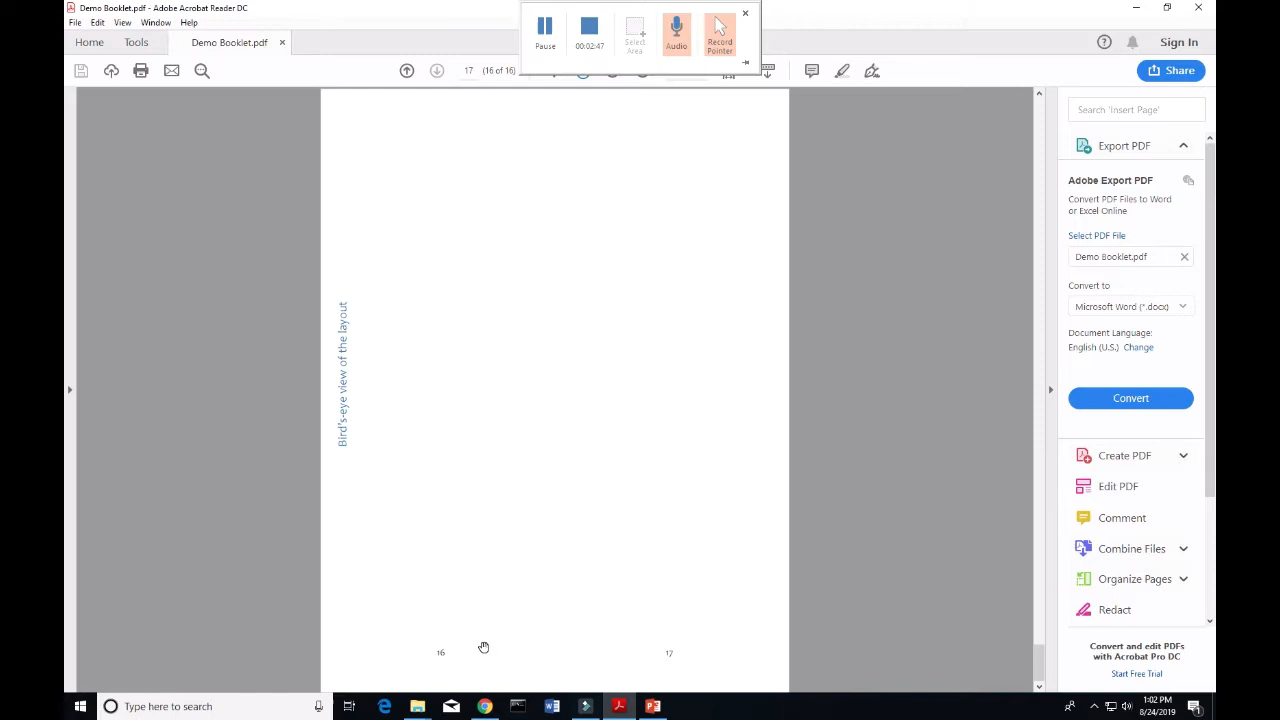 Demo Booklet.pdf - Adobe Acrobat Reader DC
File Edit View Window Help
Home Tools Demo Booklet.pdf
Sign In
Pause
00:02:47
Select Area
Audio
Record Pointer
17 (16 of 16)
Share
Search 'Insert Page'
Export PDF
Adobe Export PDF
Convert PDF Files to Word
or Excel Online
Select PDF File
Demo Booklet.pdf
Convert to
Microsoft Word (*.docx)
Document Language:
English (U.S.) Change
Convert
Create PDF
Edit PDF
Comment
Combine Files
Organize Pages
Redact
Convert and edit PDFs
with Acrobat Pro DC
Start Free Trial
Bird's-eye view of the layout
16
17
Type here to search
1:02 PM
8/24/2019